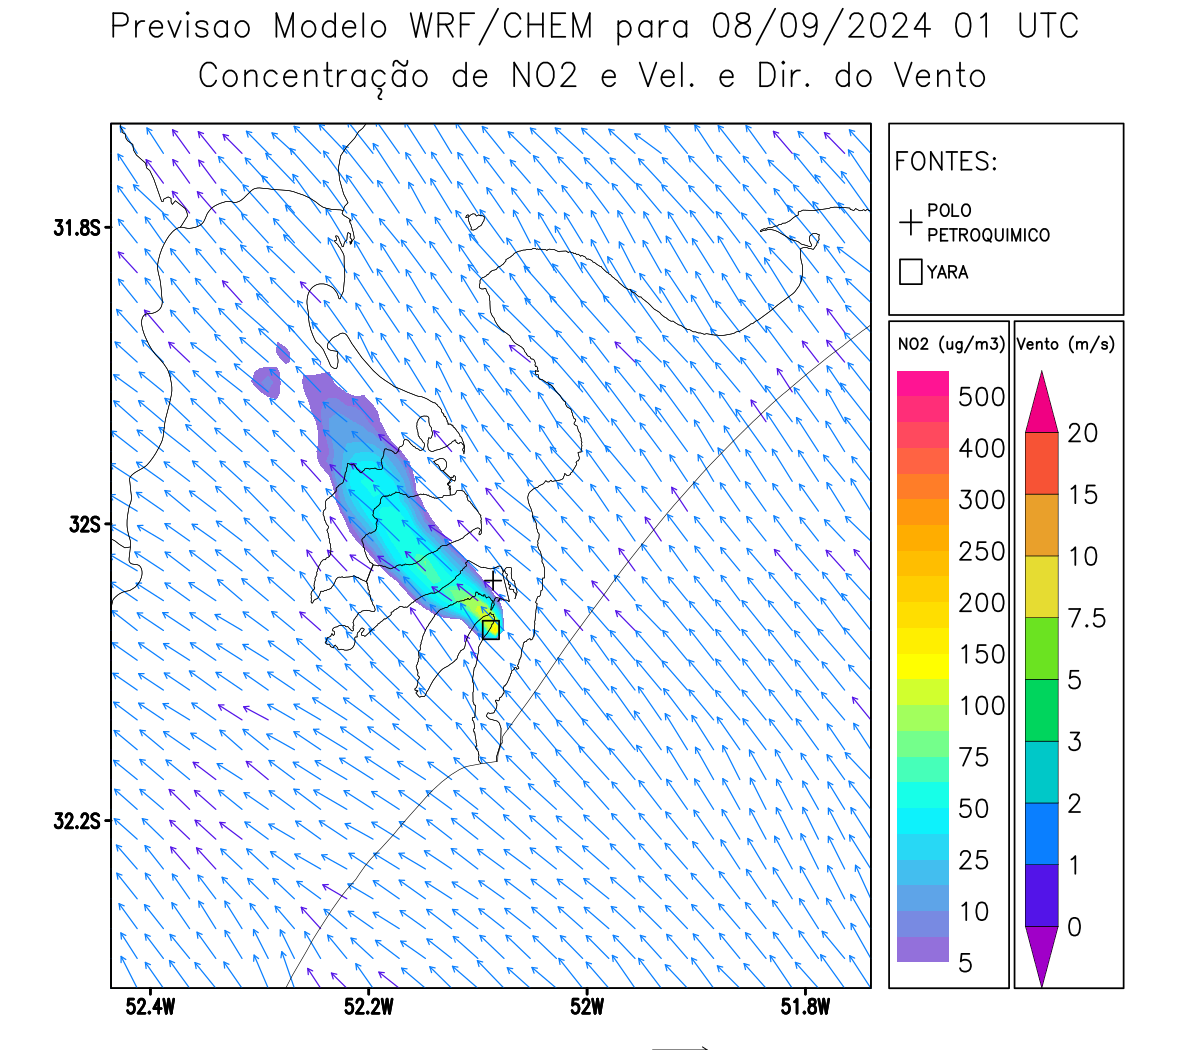 Previsao Modelo WRF/CHEM para 08/09/2024 01 UTC
Concentração de NO2 e Vel. e Dir. do Vento
FONTES:
POLO
PETROQUIMICO
YARA
31.8S
32S
32.2S
52.4W
52.2W
52W
51.8W
NO2 (ug/m3)
500
400
300
250
200
150
100
75
50
25
10
5
Vento (m/s)
20
15
10
7.5
5
3
2
1
0